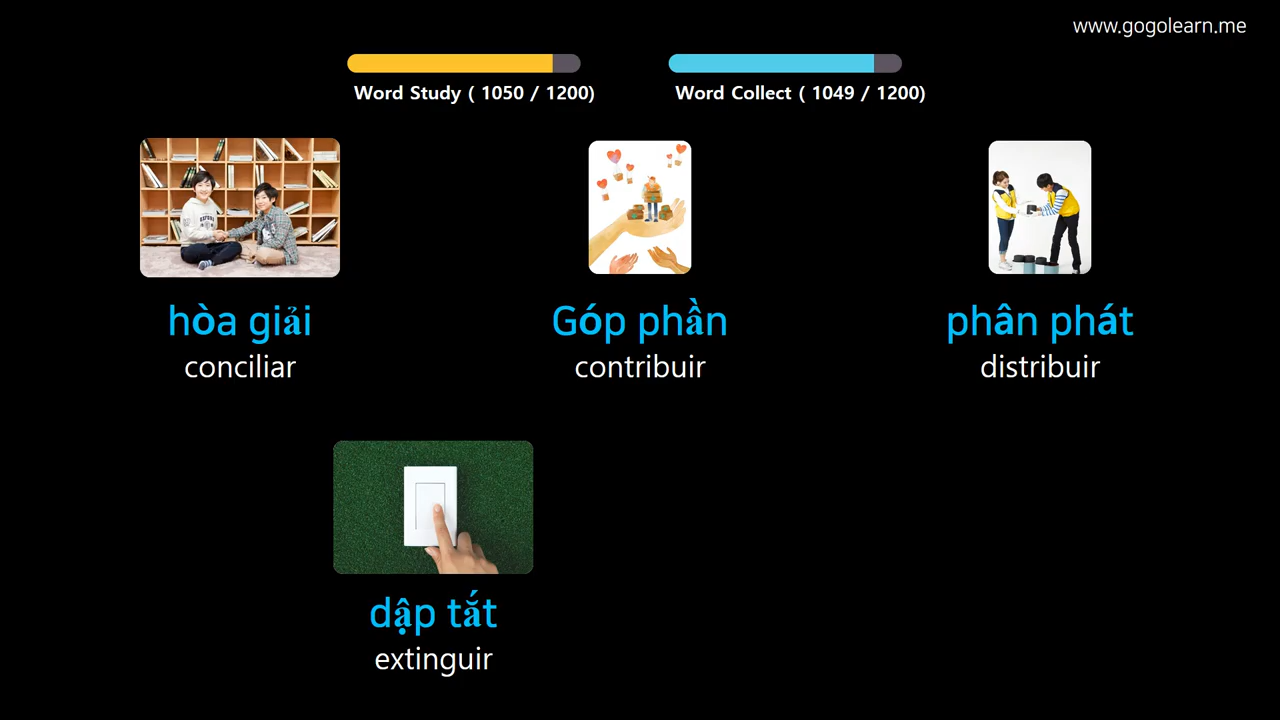 www.gogolearn.me
Word Study ( 1050 / 1200)
Word Collect ( 1049 / 1200)
hòa giải
conciliar
Góp phần
contribuir
phân phát
distribuir
dập tắt
extinguir